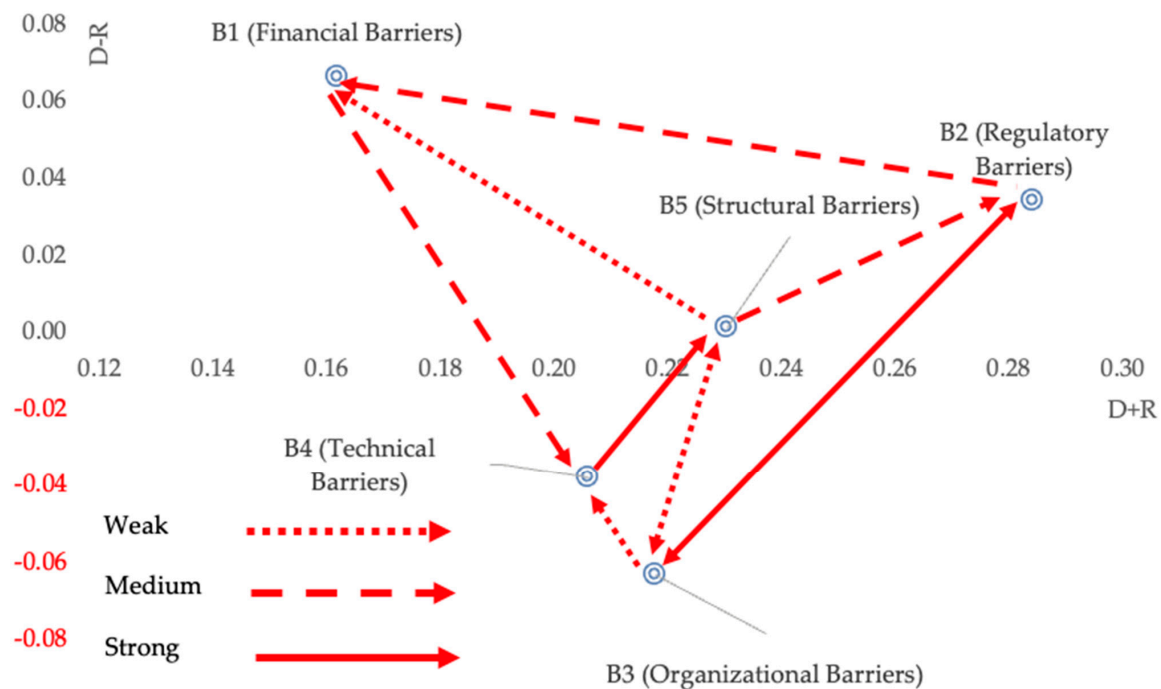 0.08
D-R
B1 (Financial Barriers)
0.06
B2 (Regulatory
Barriers)
0.04
B5 (Structural Barriers)
0.02
0.00
0.12 0.14 0.16 0.18 0.20 0.22 0.24 0.26 0.28 0.30
D+R
-0.02
B4 (Technical
Barriers)
-0.04
Weak
-0.06
Medium
-0.08
Strong
B3 (Organizational Barriers)